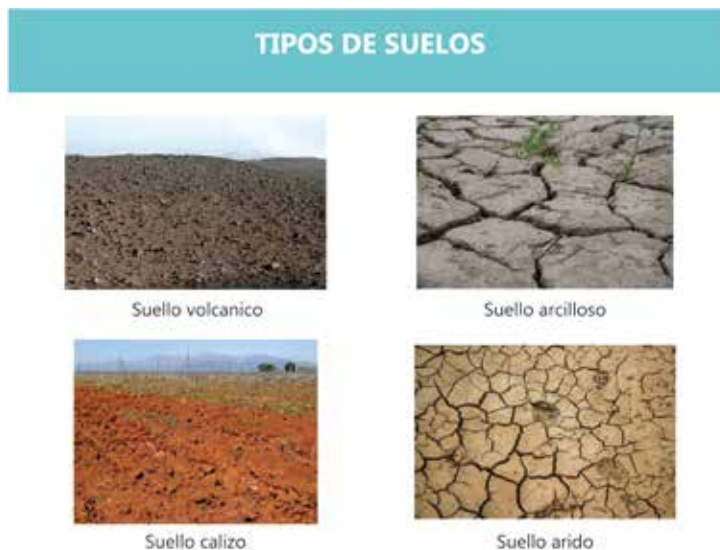 TIPOS DE SUELOS
Suello volcanico
Suello arcilloso
Suello calizo
Suello arido